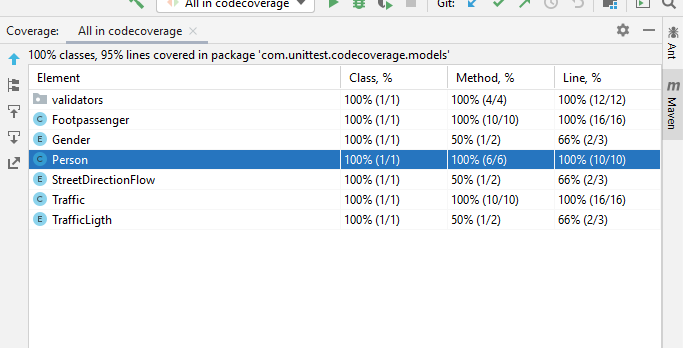 All in codecoverage Git:
Coverage: All in codecoverage
100% classes, 95% lines covered in package 'com.unittest.codecoverage.models'
Element Class, % Method, % Line, %
validators 100% (1/1) 100% (4/4) 100% (12/12)
Footpassenger 100% (1/1) 100% (10/10) 100% (16/16)
Gender 100% (1/1) 50% (1/2) 66% (2/3)
Person 100% (1/1) 100% (6/6) 100% (10/10)
StreetDirectionFlow 100% (1/1) 50% (1/2) 66% (2/3)
Traffic 100% (1/1) 100% (10/10) 100% (16/16)
TrafficLigth 100% (1/1) 50% (1/2) 66% (2/3)
Ant
Maven